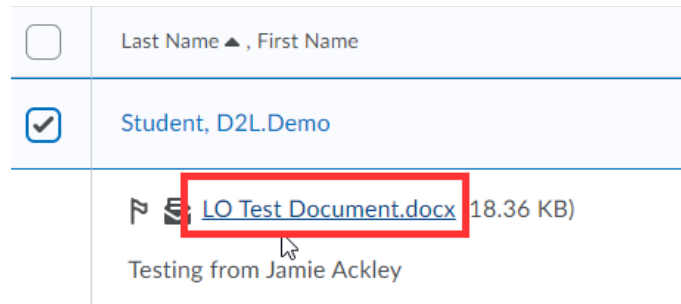 Last Name ▲ , First Name
Student, D2L.Demo
LO Test Document.docx 18.36 KB)
Testing from Jamie Ackley